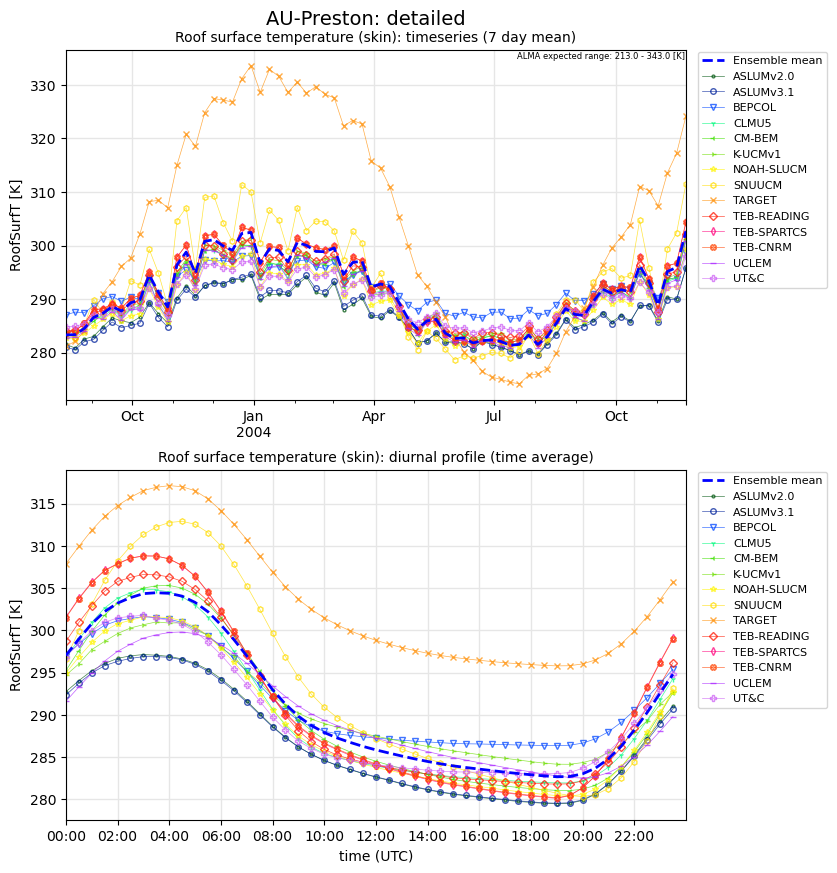 AU-Preston: detailed
Roof surface temperature (skin): timeseries (7 day mean)
ALMA expected range: 213.0 - 343.0 [K]
RoofSurfT [K]
330
320
310
300
290
280
Oct
Jan
2004
Apr
Jul
Oct
Ensemble mean
ASLUMv2.0
ASLUMv3.1
BEPCOL
CLMU5
CM-BEM
K-UCMv1
NOAH-SLUCM
SNUUCM
TARGET
TEB-READING
TEB-SPARTCS
TEB-CNRM
UCLEM
UT&C
Roof surface temperature (skin): diurnal profile (time average)
RoofSurfT [K]
315
310
305
300
295
290
285
280
00:00
02:00
04:00
06:00
08:00
10:00
12:00
14:00
16:00
18:00
20:00
22:00
time (UTC)
Ensemble mean
ASLUMv2.0
ASLUMv3.1
BEPCOL
CLMU5
CM-BEM
K-UCMv1
NOAH-SLUCM
SNUUCM
TARGET
TEB-READING
TEB-SPARTCS
TEB-CNRM
UCLEM
UT&C